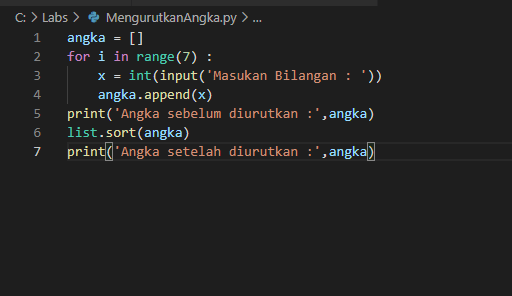 C: > Labs > MengurutkanAngka.py > ...
1 angka = []
2 for i in range(7) :
3     x = int(input('Masukan Bilangan : '))
4     angka.append(x)
5 print('Angka sebelum diurutkan :',angka)
6 list.sort(angka)
7 print('Angka setelah diurutkan :',angka)